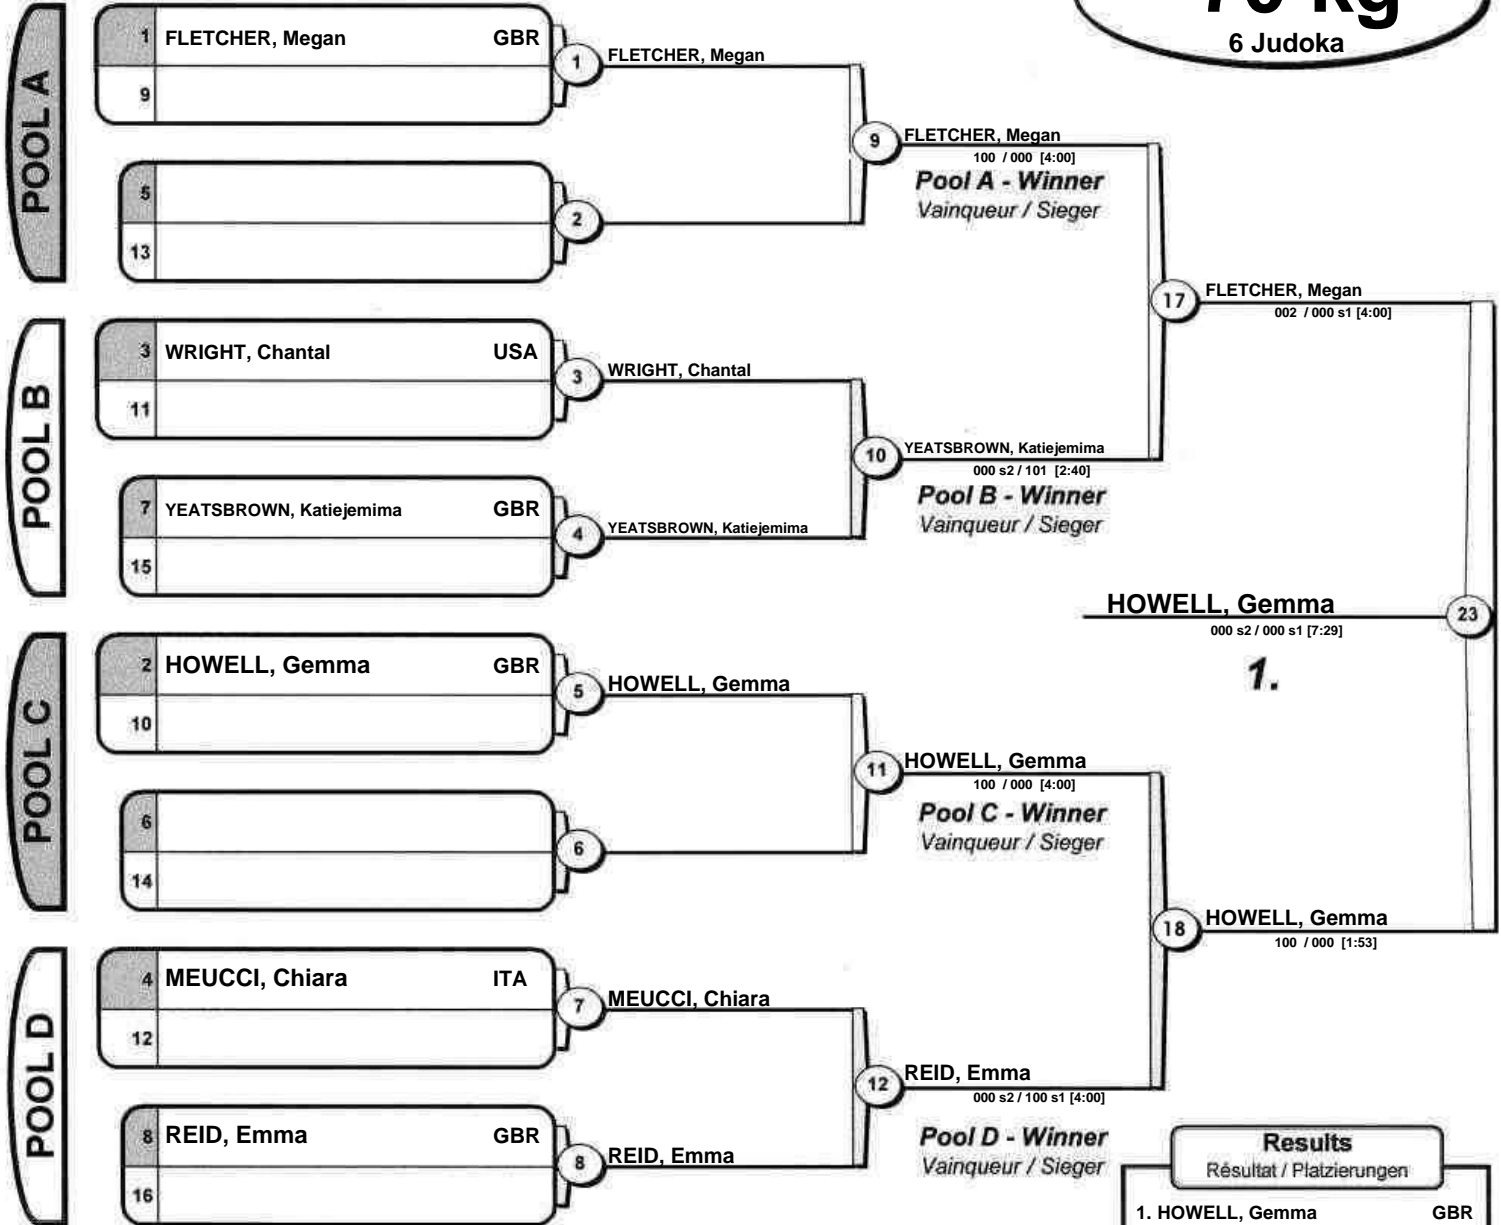 70 kg
6 Judoka
POOL A
1 FLETCHER, Megan GBR
9
5
13
1 FLETCHER, Megan
2
9 FLETCHER, Megan
100 / 000 [4:00]
Pool A - Winner
Vainqueur / Sieger
POOL B
3 WRIGHT, Chantal USA
11
7 YEATSBROWN, Katiejemima GBR
15
3 WRIGHT, Chantal
4 YEATSBROWN, Katiejemima
10 YEATSBROWN, Katiejemima
000 s2 / 101 [2:40]
Pool B - Winner
Vainqueur / Sieger
17 FLETCHER, Megan
002 / 000 s1 [4:00]
HOWELL, Gemma 23
000 s2 / 000 s1 [7:29]
1.
POOL C
2 HOWELL, Gemma GBR
10
6
14
5 HOWELL, Gemma
6
11 HOWELL, Gemma
100 / 000 [4:00]
Pool C - Winner
Vainqueur / Sieger
POOL D
4 MEUCCI, Chiara ITA
12
8 REID, Emma GBR
16
7 MEUCCI, Chiara
8 REID, Emma
12 REID, Emma
000 s2 / 100 s1 [4:00]
Pool D - Winner
Vainqueur / Sieger
18 HOWELL, Gemma
100 / 000 [1:53]
Results
Résultat / Platzierungen
1. HOWELL, Gemma GBR